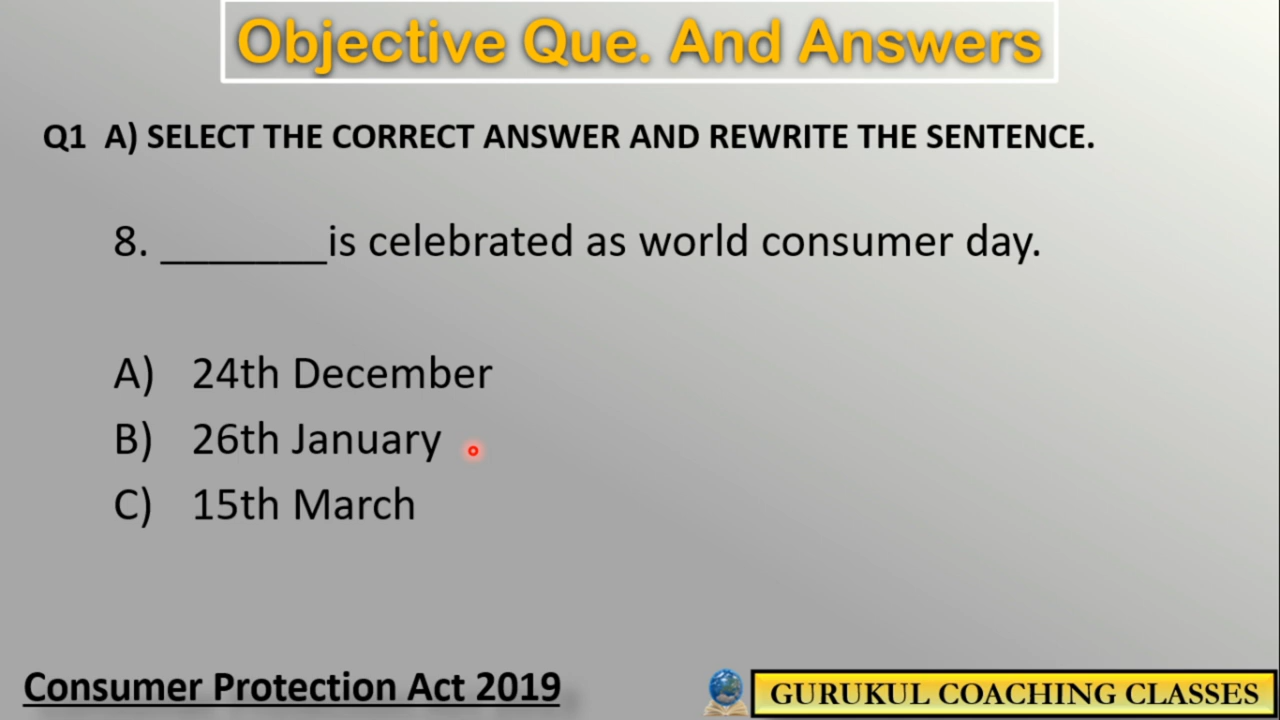 Objective Que. And Answers
Q1 A) SELECT THE CORRECT ANSWER AND REWRITE THE SENTENCE.
8. _______is celebrated as world consumer day.
A) 24th December
B) 26th January
C) 15th March
Consumer Protection Act 2019
GURUKUL COACHING CLASSES